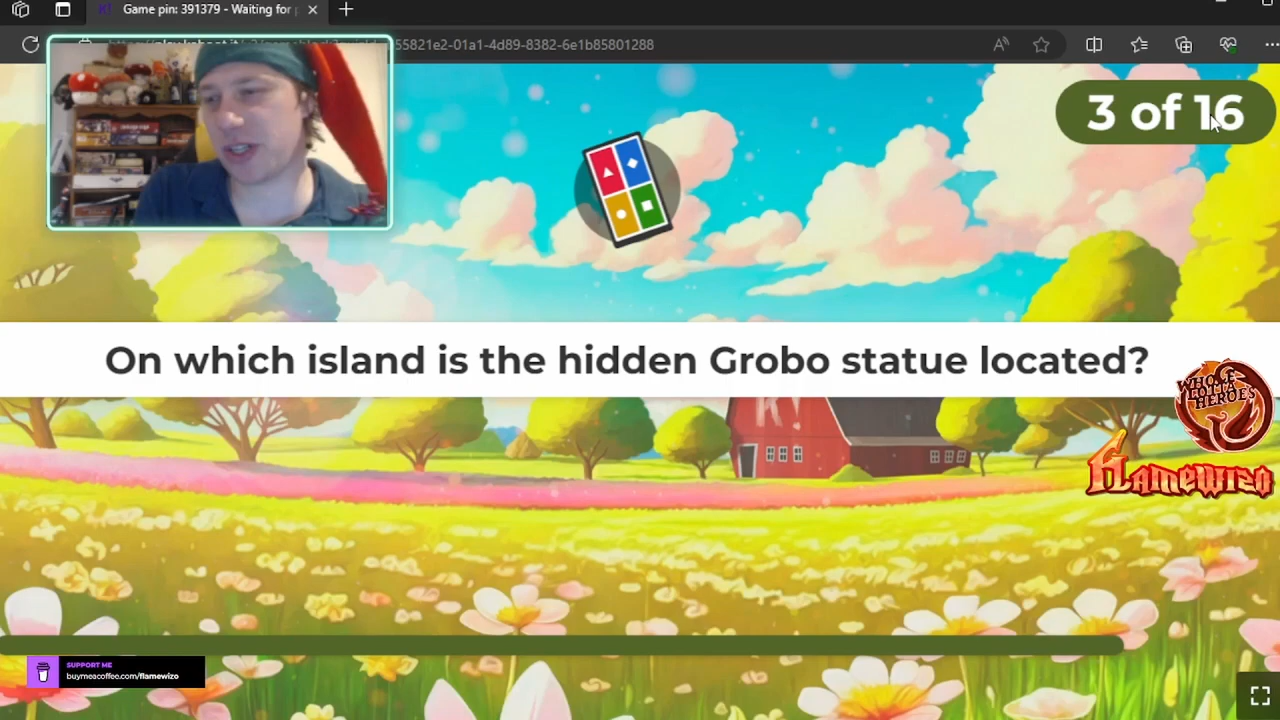 Game pin: 391379 - Waiting for
55821e2-01a1-4d89-8382-6e1b85801288
3 of 16
On which island is the hidden Grobo statue located?
WHOLE
LOTTA
HEROES
FLAMEWIZO
SUPPORT ME
buymeacoffee.com/flamewizo